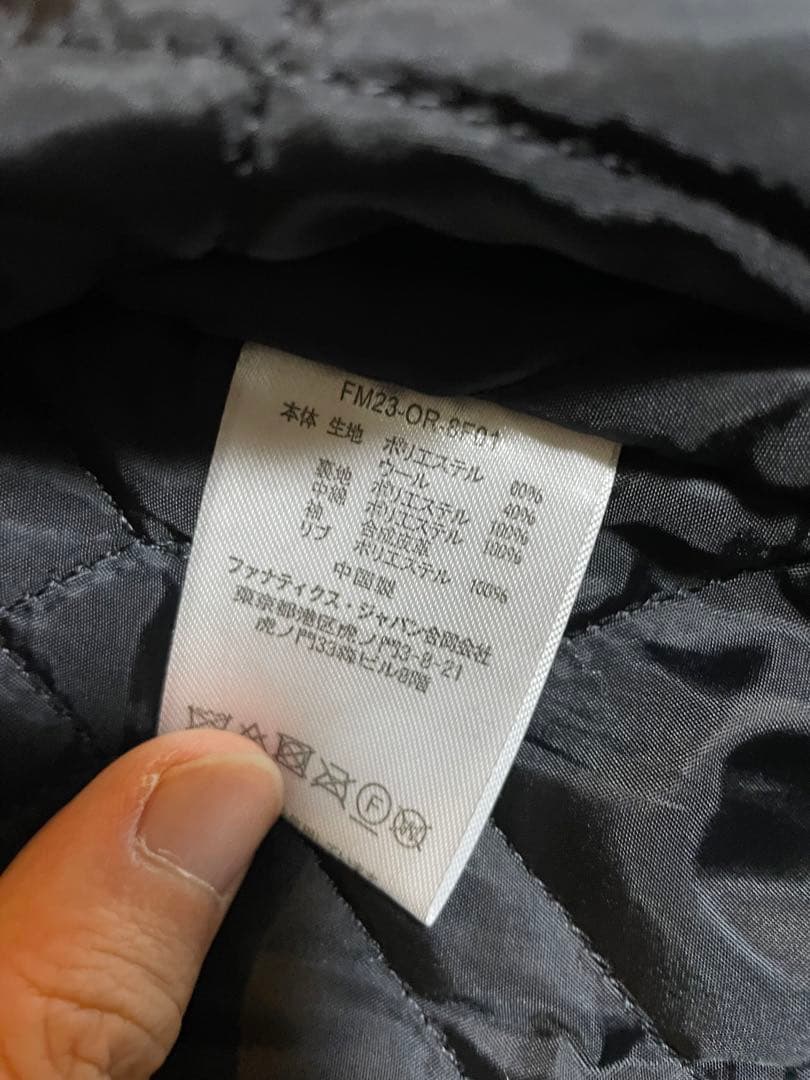 FM23-OR-8F01
本体 生地 ポリエステル 60%
ウール 40%
裏地 ポリエステル 100%
中綿 ポリエステル 100%
袖 合成皮革
リブ ポリエステル 100%
中国製
ファナティクス・ジャパン合同会社
東京都港区虎ノ門3-8-21
虎ノ門33森ビル8階
F
W